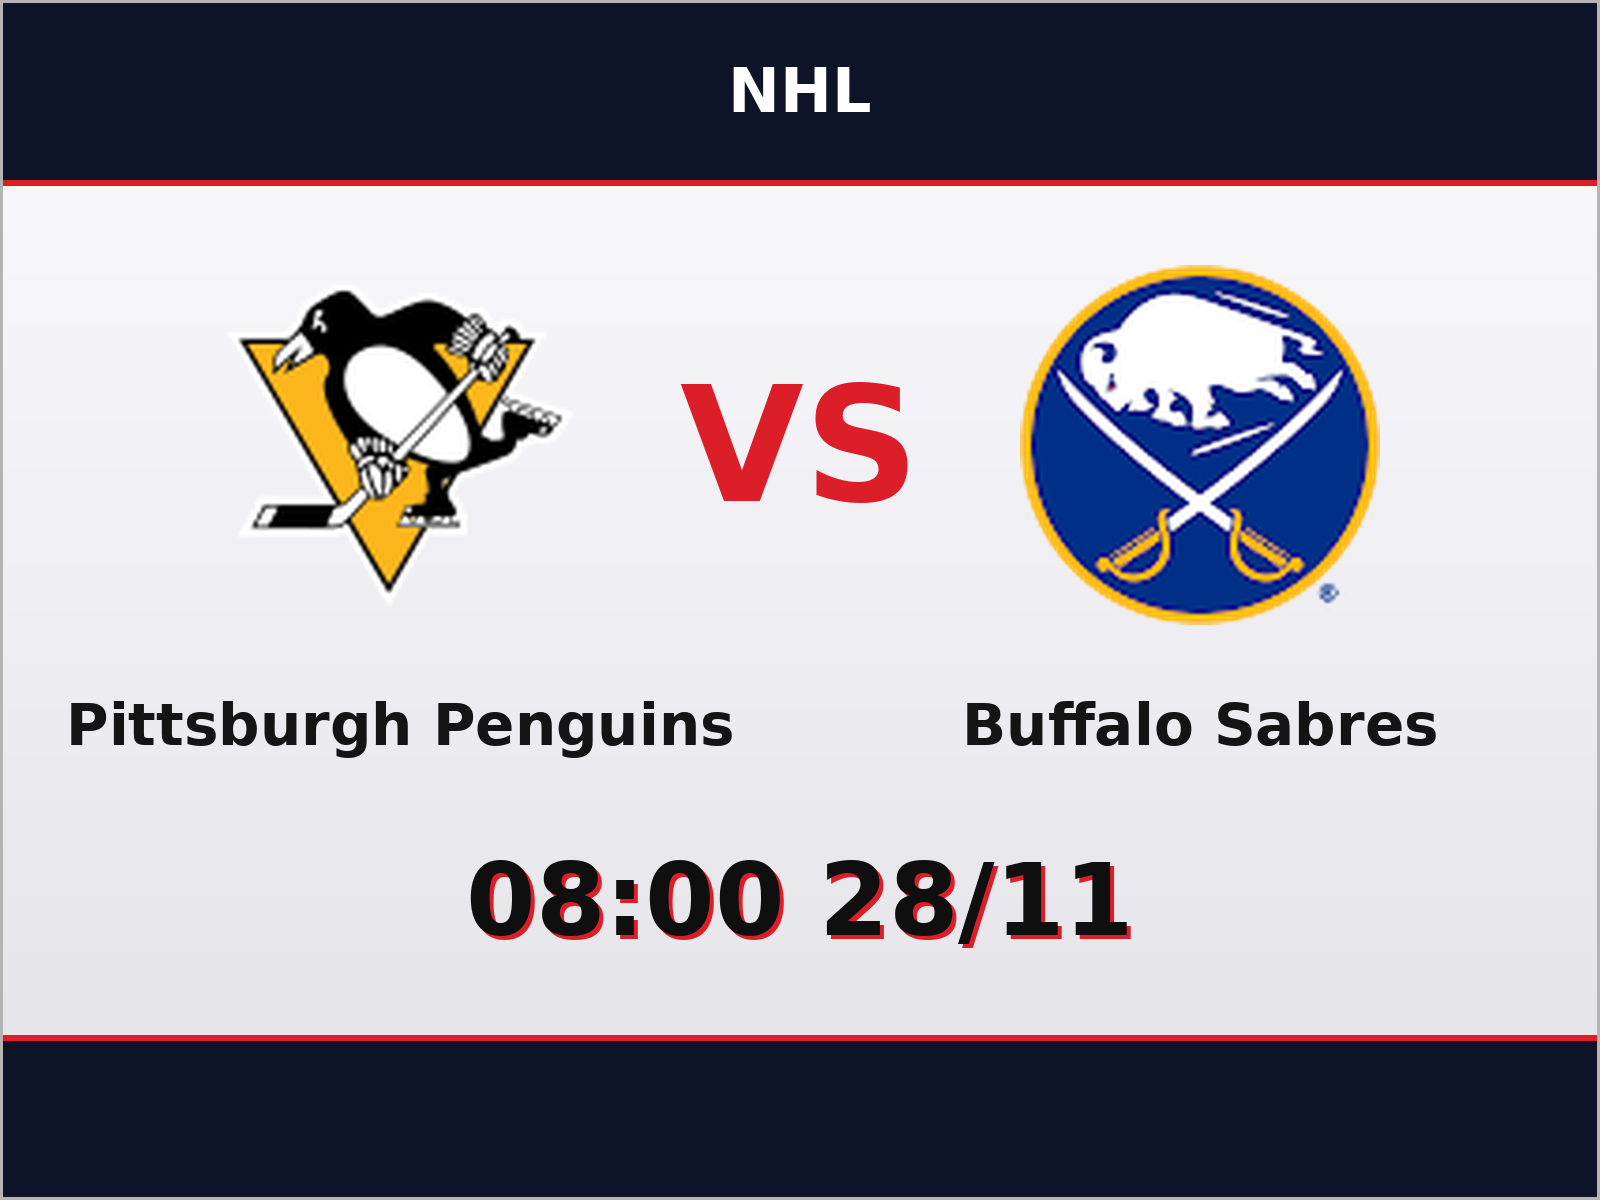 NHL
VS
®
Pittsburgh Penguins
Buffalo Sabres
08:00 28/11